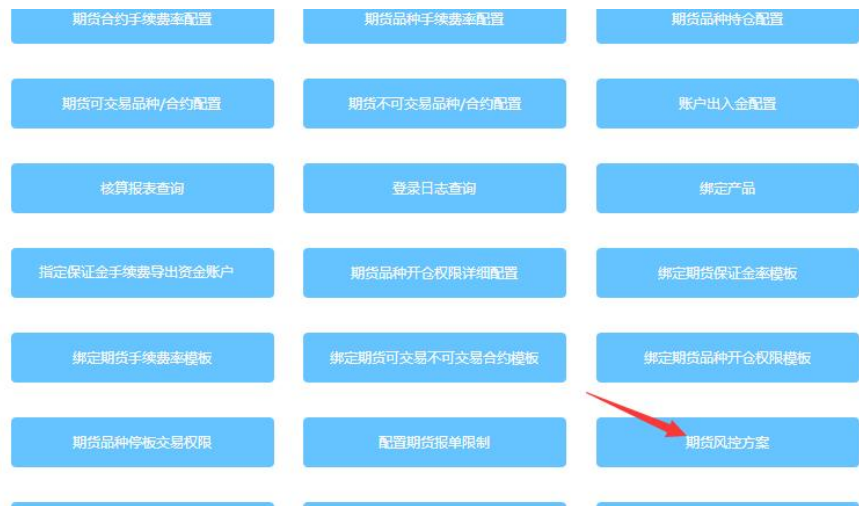 期货合约手续费率配置
期货品种手续费率配置
期货品种持仓配置
期货可交易品种/合约配置
期货不可交易品种/合约配置
账户出入金配置
核算报表查询
登录日志查询
绑定产品
指定保证金手续费导出资金账户
期货品种开仓权限详细配置
绑定期货保证金率模板
绑定期货手续费率模板
绑定期货可交易不可交易合约模板
绑定期货品种开仓权限模板
期货品种停板交易权限
配置期货报单限制
期货风控方案